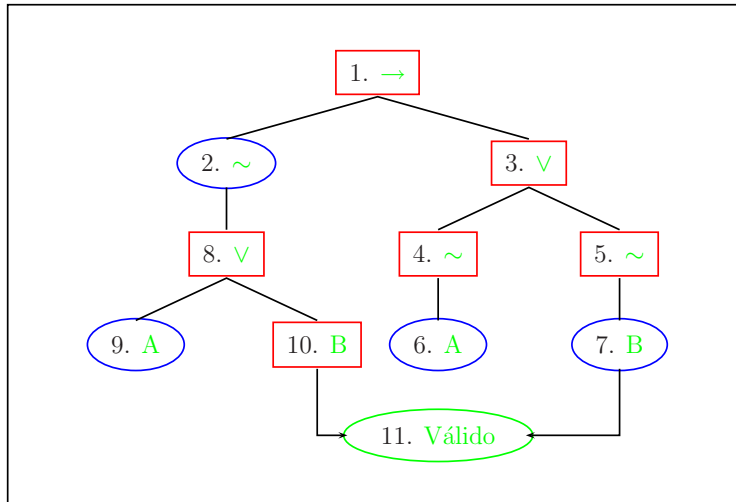 1. →
2. ∼
3. ∨
8. ∨
4. ∼
5. ∼
9. A
10. B
6. A
7. B
11. Válido